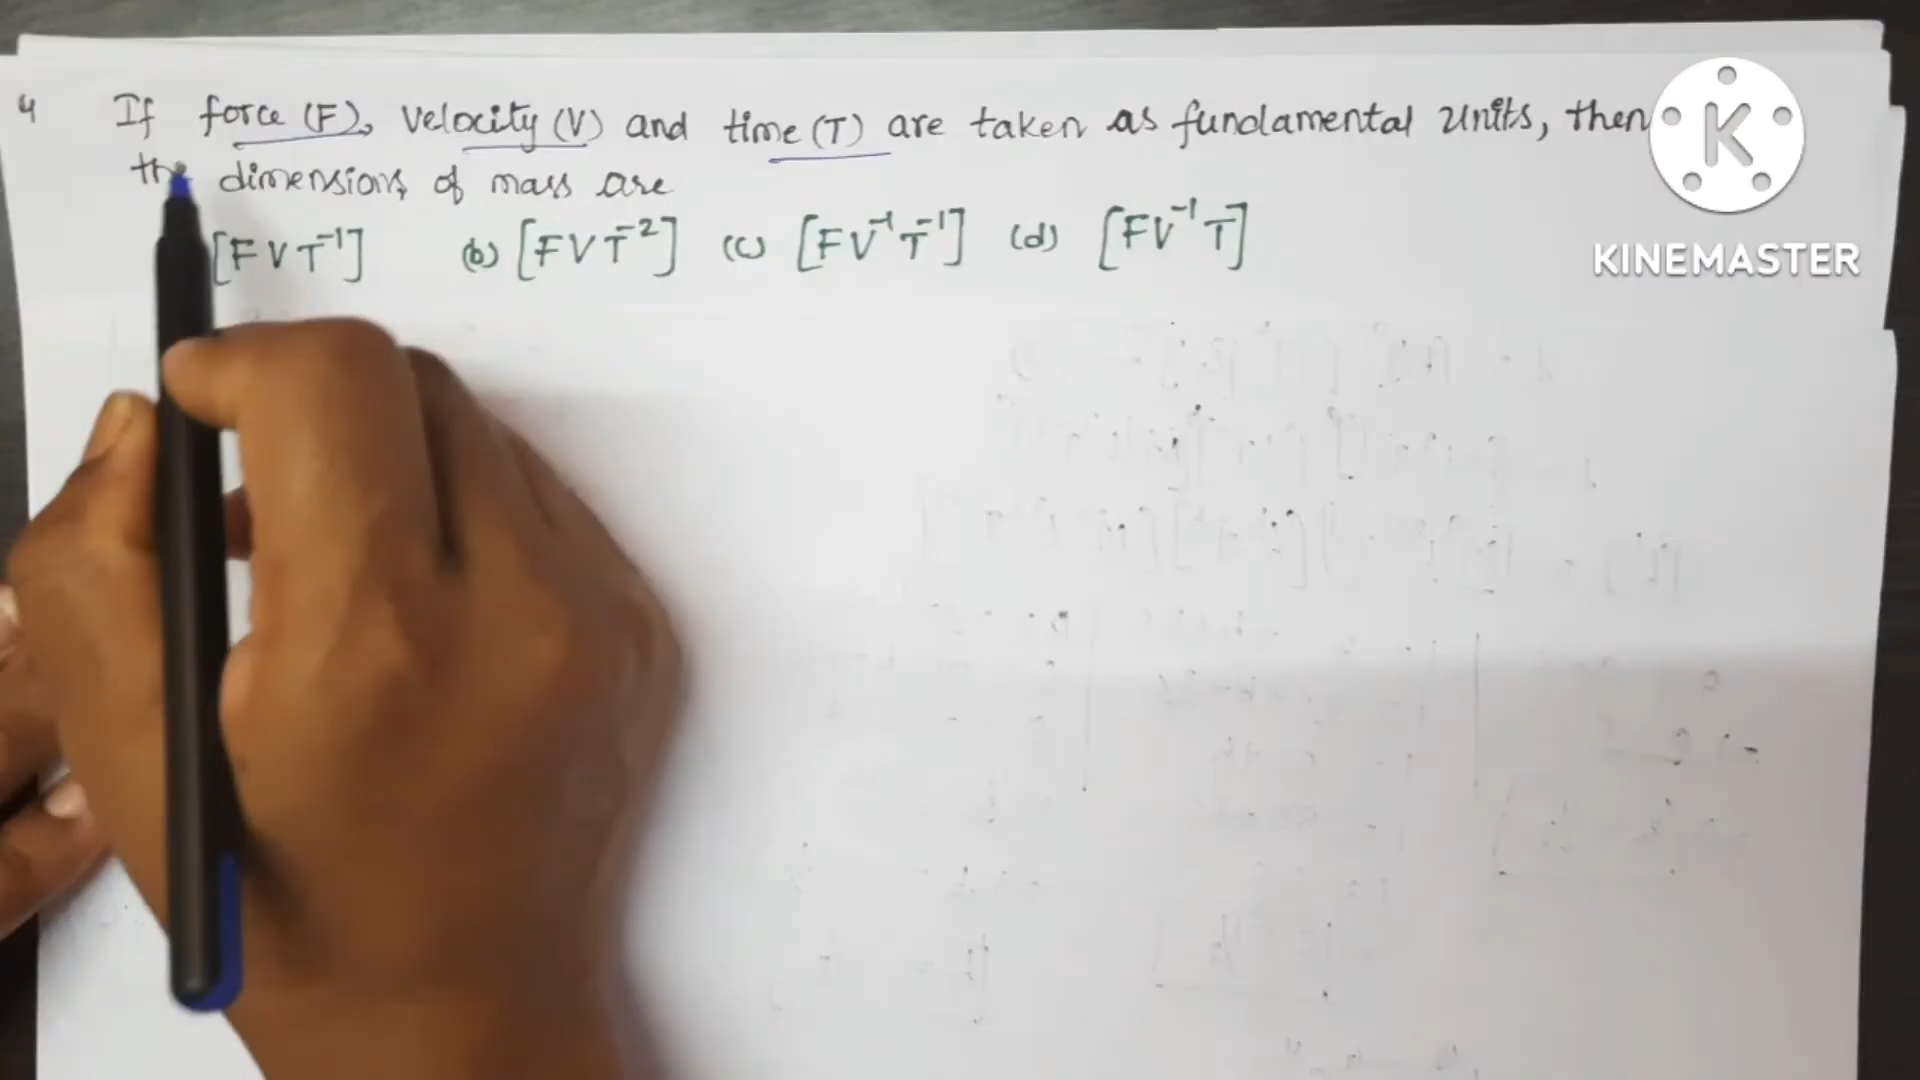 4 If force (F), velocity (V) and time (T) are taken as fundamental units, then
the dimensions of mass are
[FVT⁻¹] (b) [FVT⁻²] (c) [FV⁻¹T⁻¹] (d) [FV⁻¹T]
K
KINEMASTER